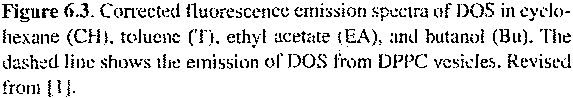 Figure 6.3. Corrected fluorescence emission spectra of DOS in cyclo-
hexane (CH), toluene (T), ethyl acetate (EA), and butanol (Bu). The
dashed line shows the emission of DOS from DPPC vesicles. Revised
from [1].